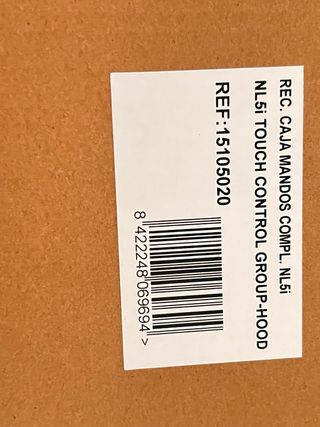 REC. CAJA MANDOS COMPL. NL5i
NL5i TOUCH CONTROL GROUP-HOOD
REF:15105020
8 422248 069694 >